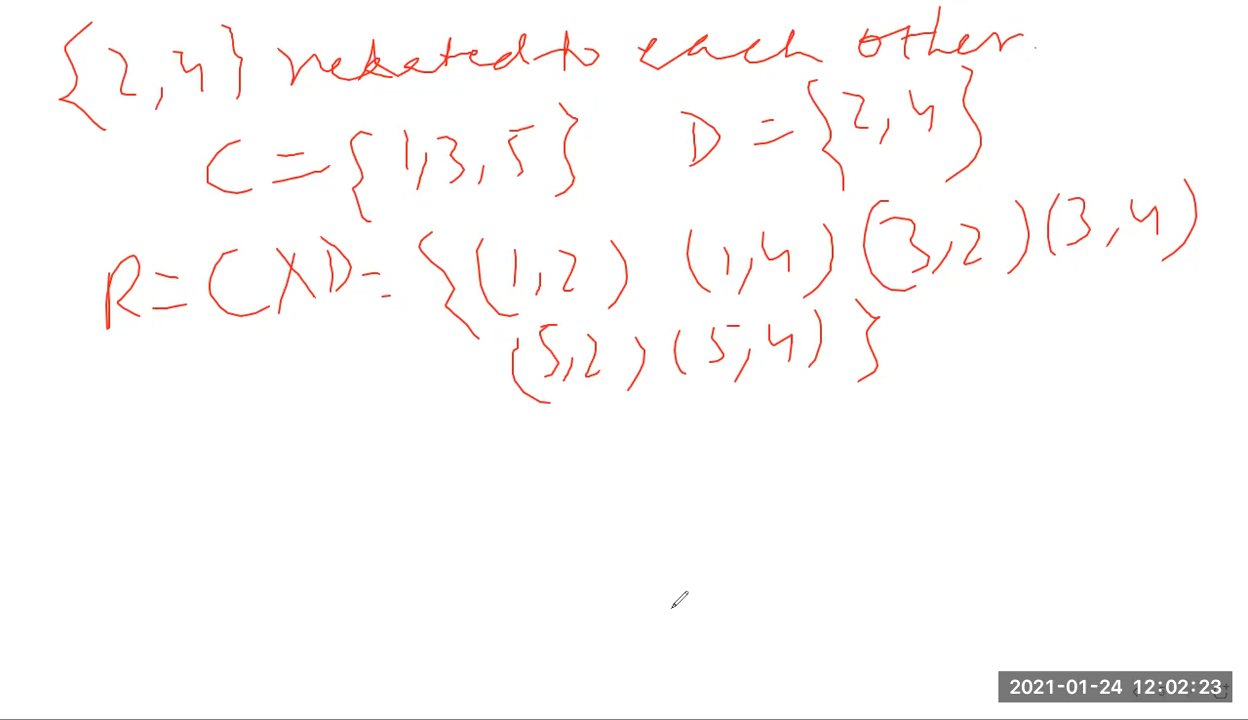 {2,4} related to each other.
C = {1,3,5} D = {2,4}
R = C X D = {(1,2) (1,4) (3,2) (3,4)
(5,2) (5,4)}
2021-01-24 12:02:23